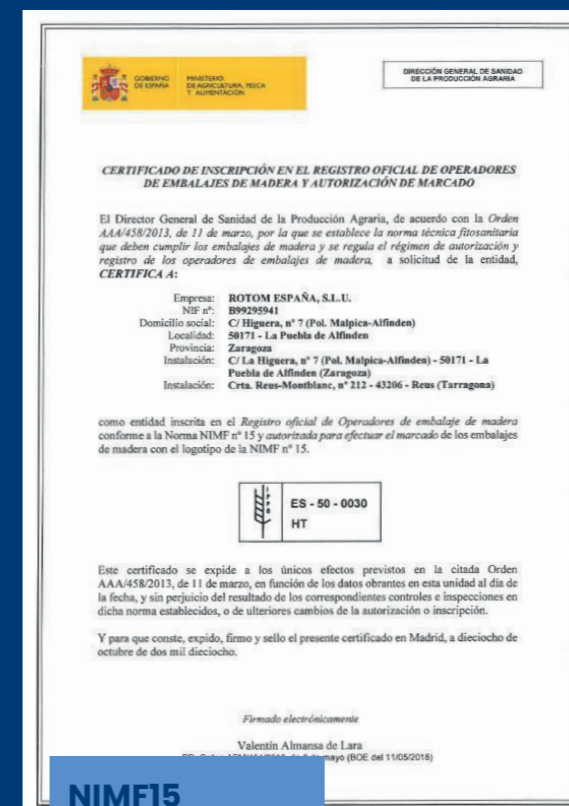 GOBIERNO
DE ESPAÑA
MINISTERIO
DE AGRICULTURA, PESCA
Y ALIMENTACIÓN
DIRECCIÓN GENERAL DE SANIDAD
DE LA PRODUCCIÓN AGRARIA
CERTIFICADO DE INSCRIPCIÓN EN EL REGISTRO OFICIAL DE OPERADORES
DE EMBALAJES DE MADERA Y AUTORIZACIÓN DE MARCADO
El Director General de Sanidad de la Producción Agraria, de acuerdo con la Orden
AAA/458/2013, de 11 de marzo, por la que se establece la norma técnica fitosanitaria
que deben cumplir los embalajes de madera y se regula el régimen de autorización y
registro de los operadores de embalajes de madera, a solicitud de la entidad,
CERTIFICA A:
Empresa: ROTOM ESPAÑA, S.L.U.
NIF nº: B99295941
Domicilio social: C/ Higuera, nº 7 (Pol. Malpica-Alfinden)
Localidad: 50171 - La Puebla de Alfinden
Provincia: Zaragoza
Instalación: C/ La Higuera, nº 7 (Pol. Malpica-Alfinden) - 50171 - La
Puebla de Alfinden (Zaragoza)
Instalación: Crta. Reus-Montblanc, nº 212 - 43206 - Reus (Tarragona)
como entidad inscrita en el Registro oficial de Operadores de embalaje de madera
conforme a la Norma NIMF nº 15 y autorizada para efectuar el marcado de los embalajes
de madera con el logotipo de la NIMF nº 15.
IPPC
ES - 50 - 0030
HT
Este certificado se expide a los únicos efectos previstos en la citada Orden
AAA/458/2013, de 11 de marzo, en función de los datos obrantes en esta unidad al día de
la fecha, y sin perjuicio del resultado de los correspondientes controles e inspecciones en
dicha norma establecidos, o de ulteriores cambios de la autorización o inscripción.
Y para que conste, expido, firmo y sello el presente certificado en Madrid, a dieciocho de
octubre de dos mil dieciocho.
Firmado electrónicamente
Valentín Almansa de Lara
mayo (BOE del 11/05/2018)
NIMF15